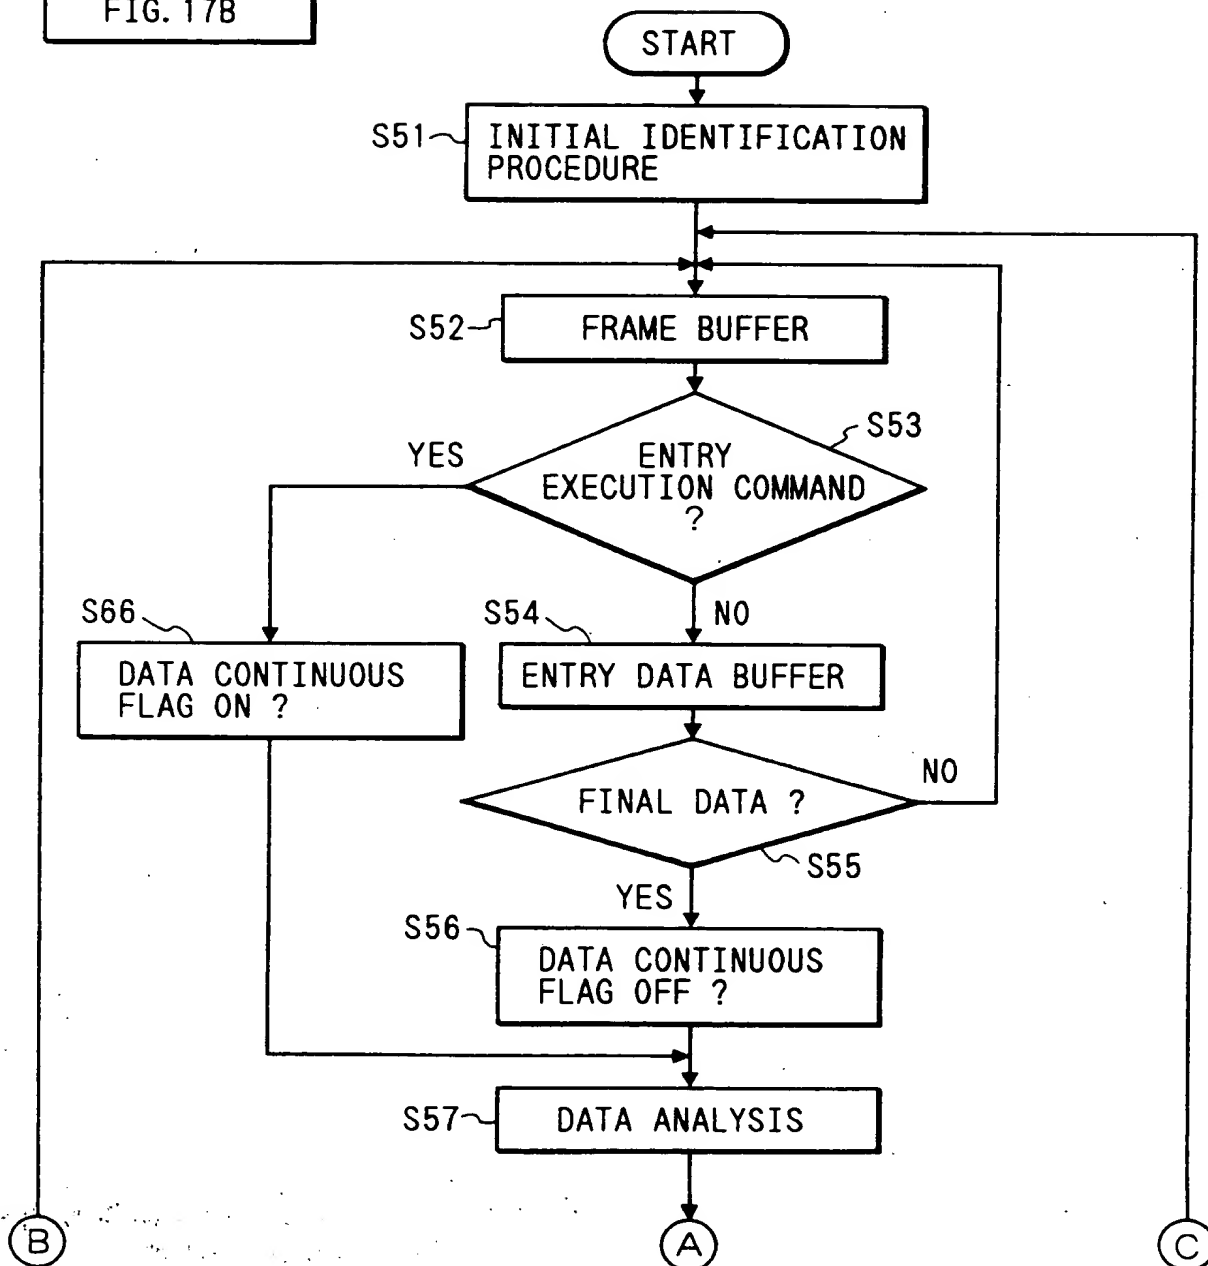 FIG. 17B
START
S51
INITIAL IDENTIFICATION
PROCEDURE
S52
FRAME BUFFER
S53
YES
ENTRY
EXECUTION COMMAND
?
S66
S54
NO
DATA CONTINUOUS
FLAG ON ?
ENTRY DATA BUFFER
NO
FINAL DATA ?
S55
YES
S56
DATA CONTINUOUS
FLAG OFF ?
S57
DATA ANALYSIS
B
A
C